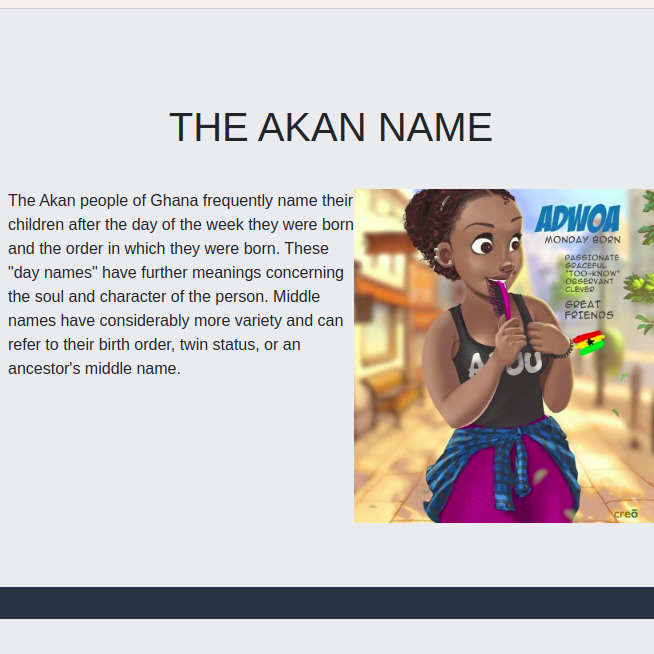 THE AKAN NAME
The Akan people of Ghana frequently name their
children after the day of the week they were born
and the order in which they were born. These
"day names" have further meanings concerning
the soul and character of the person. Middle
names have considerably more variety and can
refer to their birth order, twin status, or an
ancestor's middle name.
ADWOA
MONDAY BORN
PASSIONATE
GRACEFUL
"TOO-KNOW"
OBSERVANT
CLEVER
GREAT
FRIENDS
creō